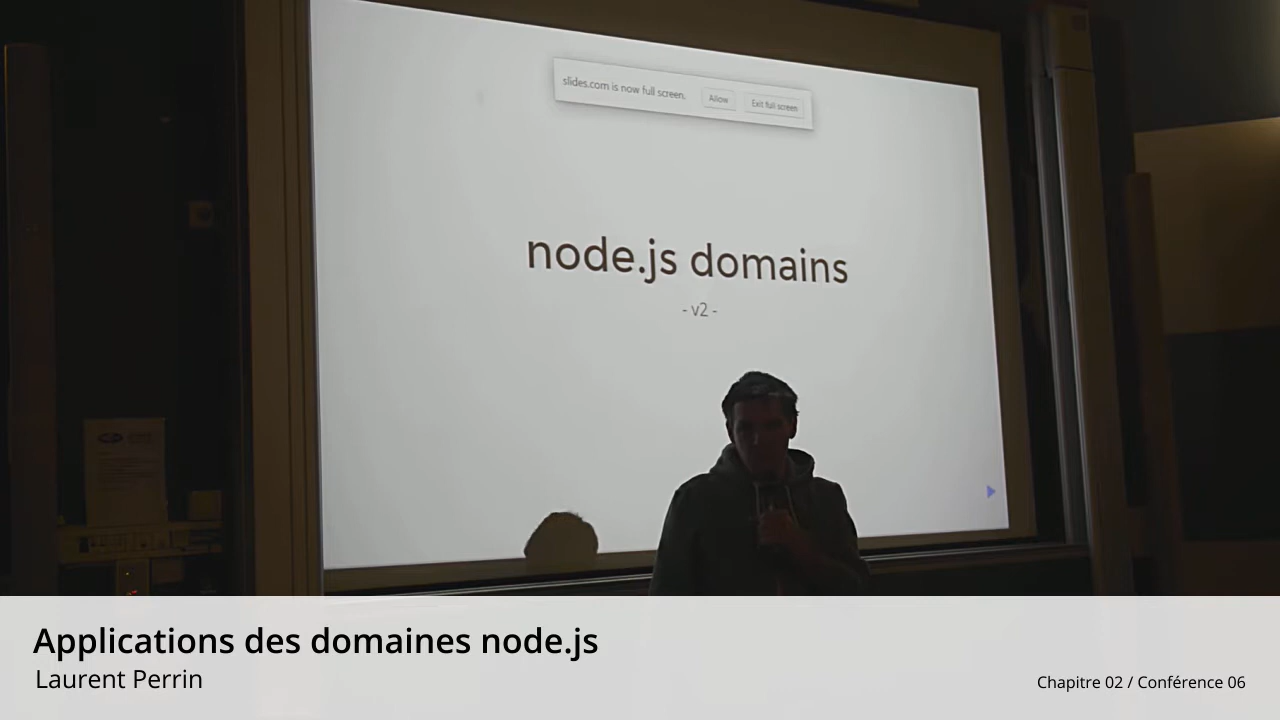 slides.com is now full screen. Allow Exit full screen
node.js domains
- v2 -
Applications des domaines node.js
Laurent Perrin
Chapitre 02 / Conférence 06